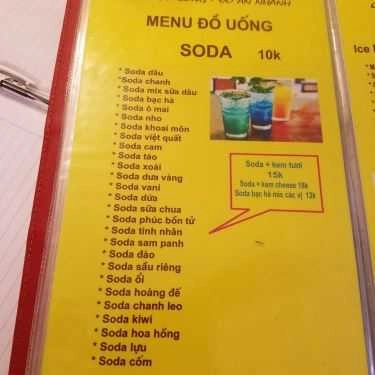 ĐỒ ĂN NHANH
MENU ĐỒ UỐNG
SODA 10k
* Soda dâu
* Soda chanh
* Soda mix sữa dâu
* Soda bạc hà
* Soda ô mai
* Soda nho
* Soda khoai môn
* Soda việt quất
* Soda cam
* Soda táo
* Soda xoài
* Soda dưa vàng
* Soda vani
* Soda dứa
* Soda sữa chua
* Soda phúc bồn tử
* Soda tình nhân
* Soda sam panh
* Soda đào
* Soda sầu riêng
* Soda ổi
* Soda hoàng đế
* Soda chanh leo
* Soda kiwi
* Soda hoa hồng
* Soda lựu
* Soda cốm
Soda + kem tươi
15k
Soda + kem cheese 18k
Soda bạc hà mix các vị 13k
Ice